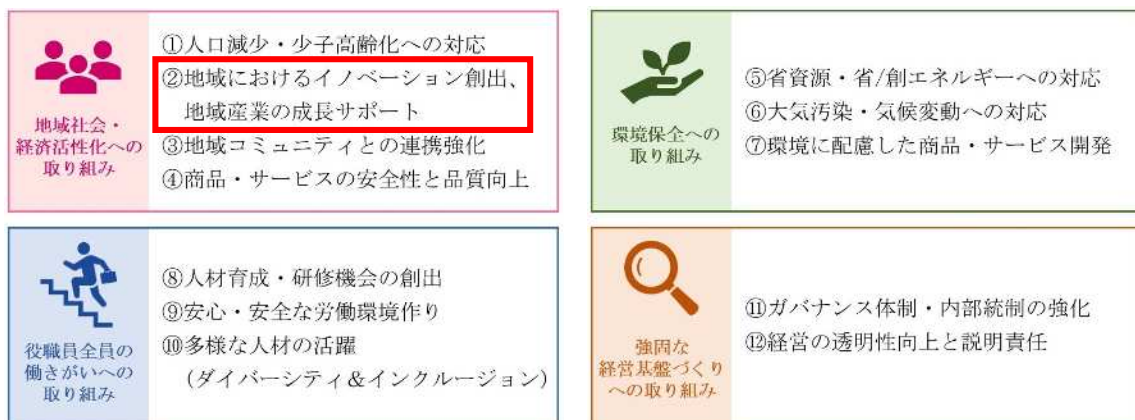 地域社会・
経済活性化への
取り組み
①人口減少・少子高齢化への対応
②地域におけるイノベーション創出、
地域産業の成長サポート
③地域コミュニティとの連携強化
④商品・サービスの安全性と品質向上
環境保全への
取り組み
⑤省資源・省/創エネルギーへの対応
⑥大気汚染・気候変動への対応
⑦環境に配慮した商品・サービス開発
役職員全員の
働きがいへの
取り組み
⑧人材育成・研修機会の創出
⑨安心・安全な労働環境作り
⑩多様な人材の活躍
(ダイバーシティ&インクルージョン)
強固な
経営基盤づくり
への取り組み
⑪ガバナンス体制・内部統制の強化
⑫経営の透明性向上と説明責任